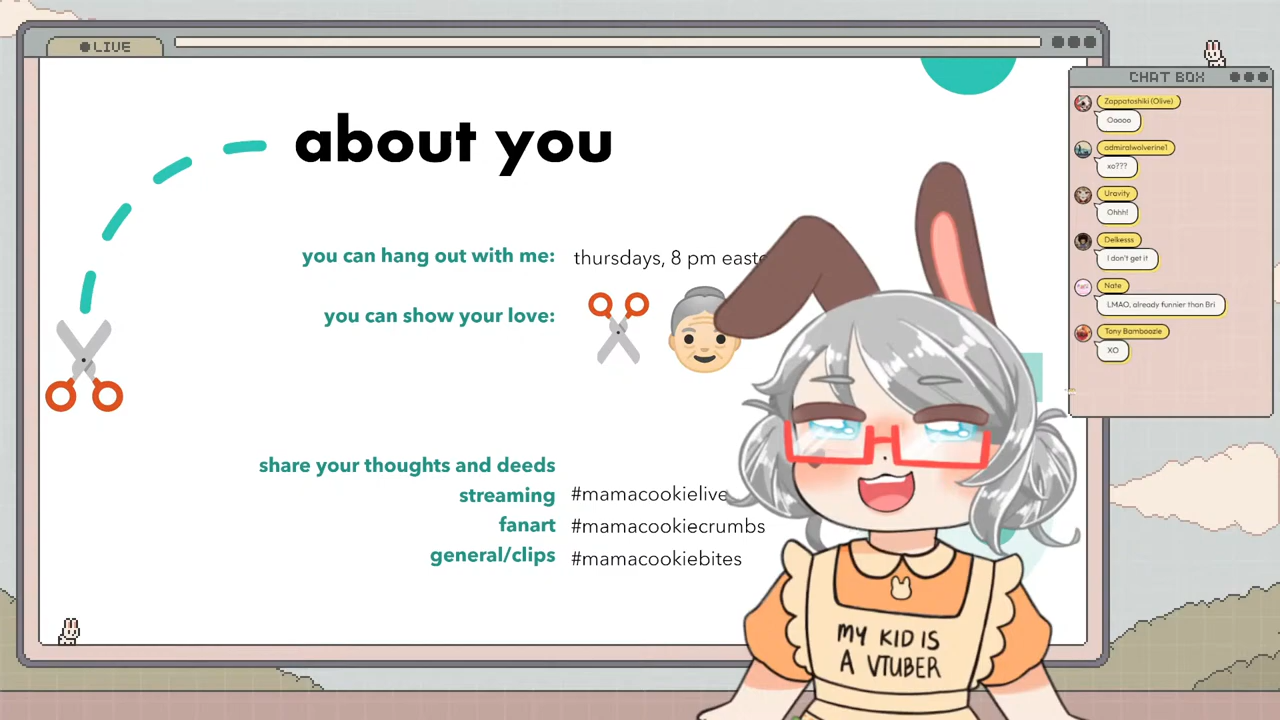 LIVE
about you
you can hang out with me: thursdays, 8 pm easte
you can show your love:
share your thoughts and deeds
streaming #mamacookielive
fanart #mamacookiecrumbs
general/clips #mamacookiebites
MY KID IS
A VTUBER
CHAT BOX
Zappatoshiki (Olive)
Ooooo
admiralwolverine1
xo???
Uravity
Ohhh!
Delkesss
I don't get it
Nate
LMAO, already funnier than Bri
Tony Bamboozle
XO